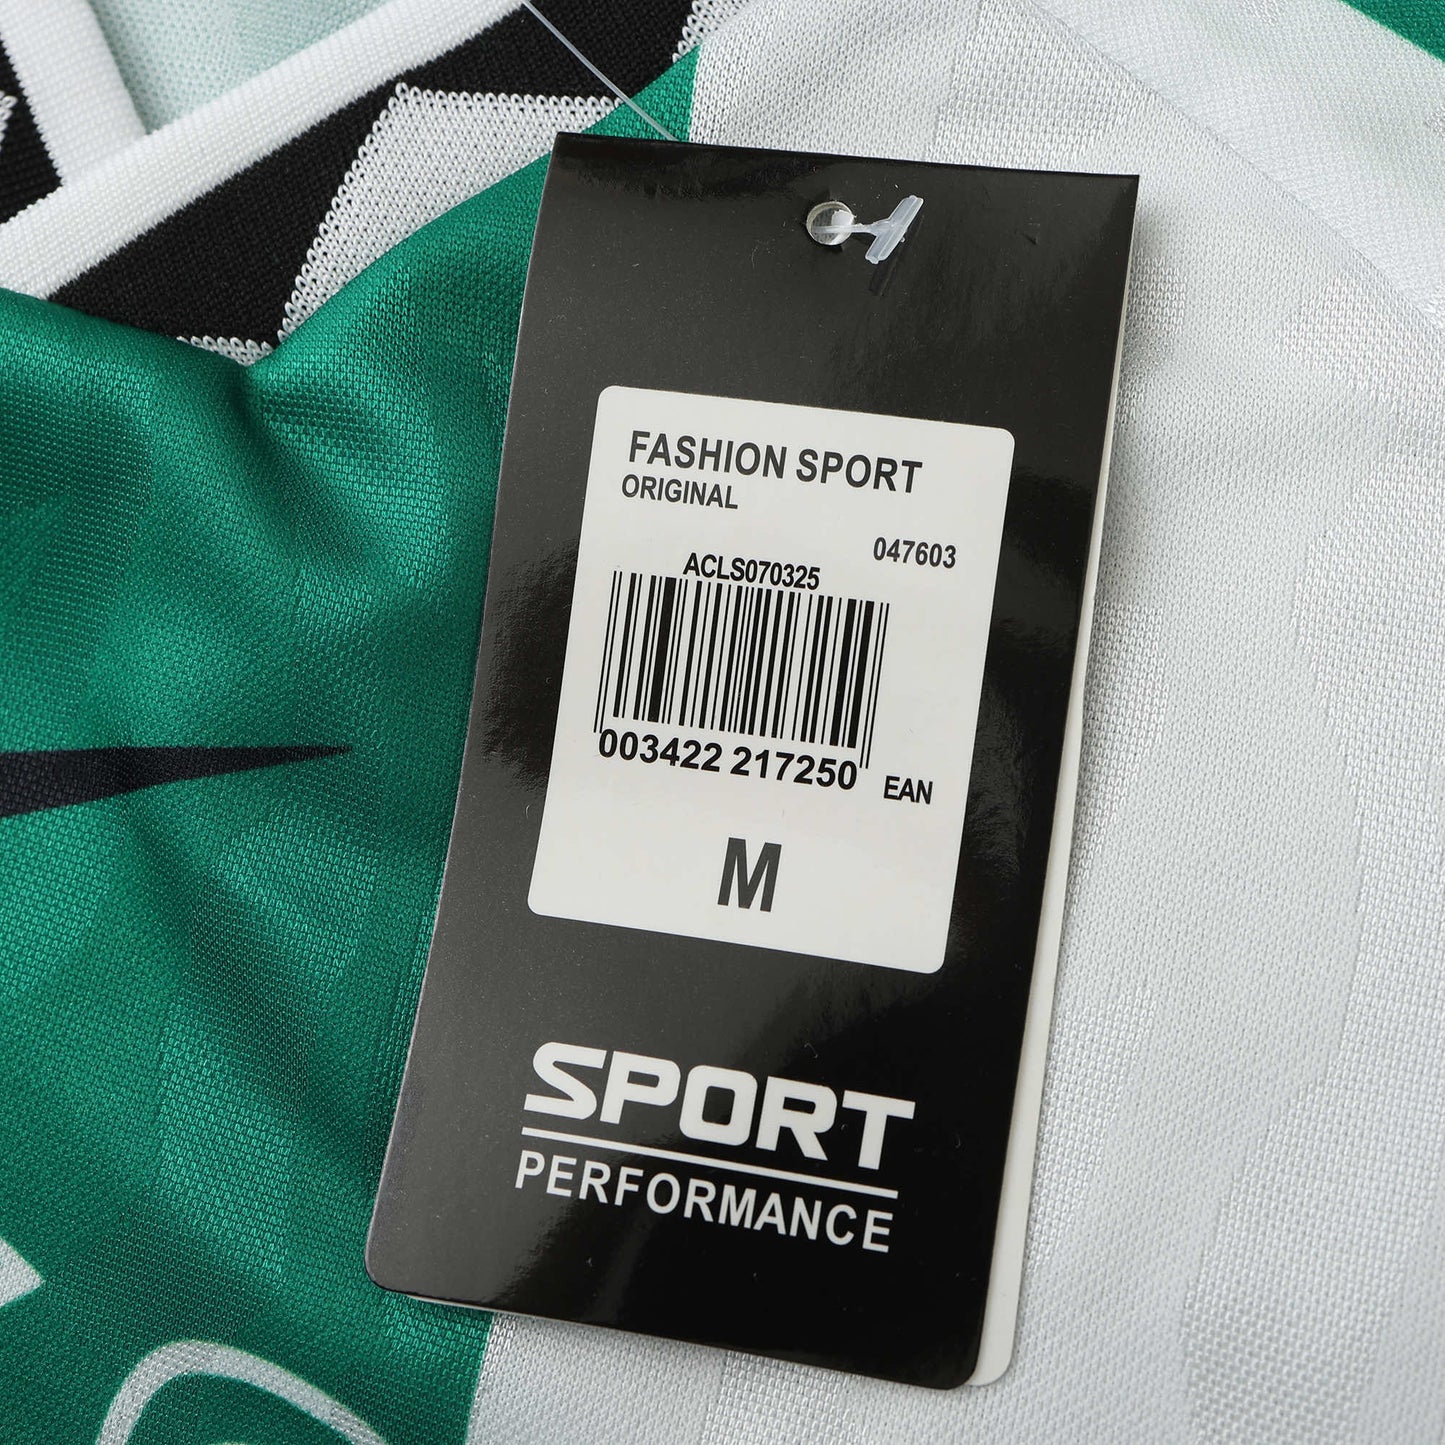 FASHION SPORT
ORIGINAL
047603
ACLS070325
003422 217250 EAN
M
SPORT
PERFORMANCE